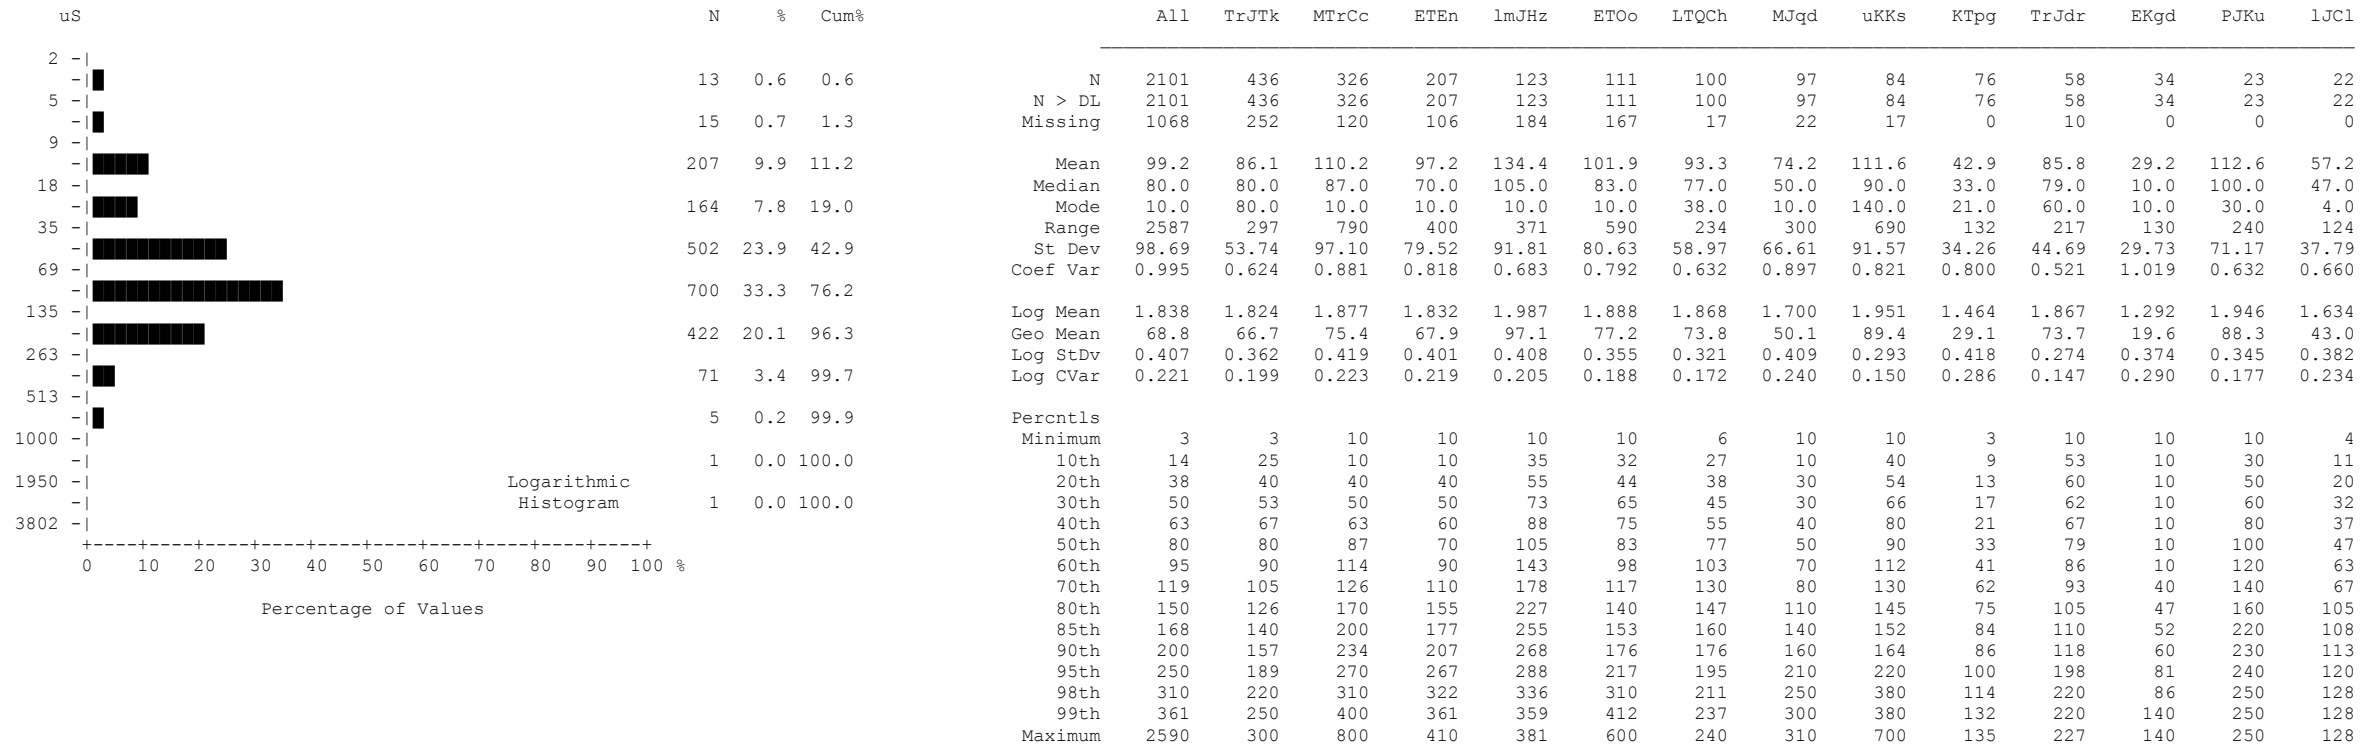 uS N % Cum% All TrJTk MTrCc ETEn lmJHz ETOo LTQCh MJqd uKKs KTpg TrJdr EKgd PJKu lJCl
2 -|
-| 13 0.6 0.6 N 2101 436 326 207 123 111 100 97 84 76 58 34 23 22
5 -| N > DL 2101 436 326 207 123 111 100 97 84 76 58 34 23 22
-| 15 0.7 1.3 Missing 1068 252 120 106 184 167 17 22 17 0 10 0 0 0
9 -|
-| 207 9.9 11.2 Mean 99.2 86.1 110.2 97.2 134.4 101.9 93.3 74.2 111.6 42.9 85.8 29.2 112.6 57.2
18 -| Median 80.0 80.0 87.0 70.0 105.0 83.0 77.0 50.0 90.0 33.0 79.0 10.0 100.0 47.0
-| 164 7.8 19.0 Mode 10.0 80.0 10.0 10.0 10.0 10.0 38.0 10.0 140.0 21.0 60.0 10.0 30.0 4.0
35 -| Range 2587 297 790 400 371 590 234 300 690 132 217 130 240 124
-| 502 23.9 42.9 St Dev 98.69 53.74 97.10 79.52 91.81 80.63 58.97 66.61 91.57 34.26 44.69 29.73 71.17 37.79
69 -| Coef Var 0.995 0.624 0.881 0.818 0.683 0.792 0.632 0.897 0.821 0.800 0.521 1.019 0.632 0.660
-| 700 33.3 76.2
135 -| Log Mean 1.838 1.824 1.877 1.832 1.987 1.888 1.868 1.700 1.951 1.464 1.867 1.292 1.946 1.634
-| 422 20.1 96.3 Geo Mean 68.8 66.7 75.4 67.9 97.1 77.2 73.8 50.1 89.4 29.1 73.7 19.6 88.3 43.0
263 -| Log StDv 0.407 0.362 0.419 0.401 0.408 0.355 0.321 0.409 0.293 0.418 0.274 0.374 0.345 0.382
-| 71 3.4 99.7 Log CVar 0.221 0.199 0.223 0.219 0.205 0.188 0.172 0.240 0.150 0.286 0.147 0.290 0.177 0.234
513 -|
-| 5 0.2 99.9 Percntls
1000 -| Minimum 3 3 10 10 10 10 6 10 10 3 10 10 10 4
-| 1 0.0 100.0 10th 14 25 10 10 35 32 27 10 40 9 53 10 30 11
1950 -| Logarithmic 20th 38 40 40 40 55 44 38 30 54 13 60 10 50 20
-| Histogram 1 0.0 100.0 30th 50 53 50 50 73 65 45 30 66 17 62 10 60 32
3802 -| 40th 63 67 63 60 88 75 55 40 80 21 67 10 80 37
+----+----+----+----+----+----+----+----+----+----+ 50th 80 80 87 70 105 83 77 50 90 33 79 10 100 47
0 10 20 30 40 50 60 70 80 90 100 % 60th 95 90 114 90 143 98 103 70 112 41 86 10 120 63
70th 119 105 126 110 178 117 130 80 130 62 93 40 140 67
Percentage of Values 80th 150 126 170 155 227 140 147 110 145 75 105 47 160 105
85th 168 140 200 177 255 153 160 140 152 84 110 52 220 108
90th 200 157 234 207 268 176 176 160 164 86 118 60 230 113
95th 250 189 270 267 288 217 195 210 220 100 198 81 240 120
98th 310 220 310 322 336 310 211 250 380 114 220 86 250 128
99th 361 250 400 361 359 412 237 300 380 132 220 140 250 128
Maximum 2590 300 800 410 381 600 240 310 700 135 227 140 250 128